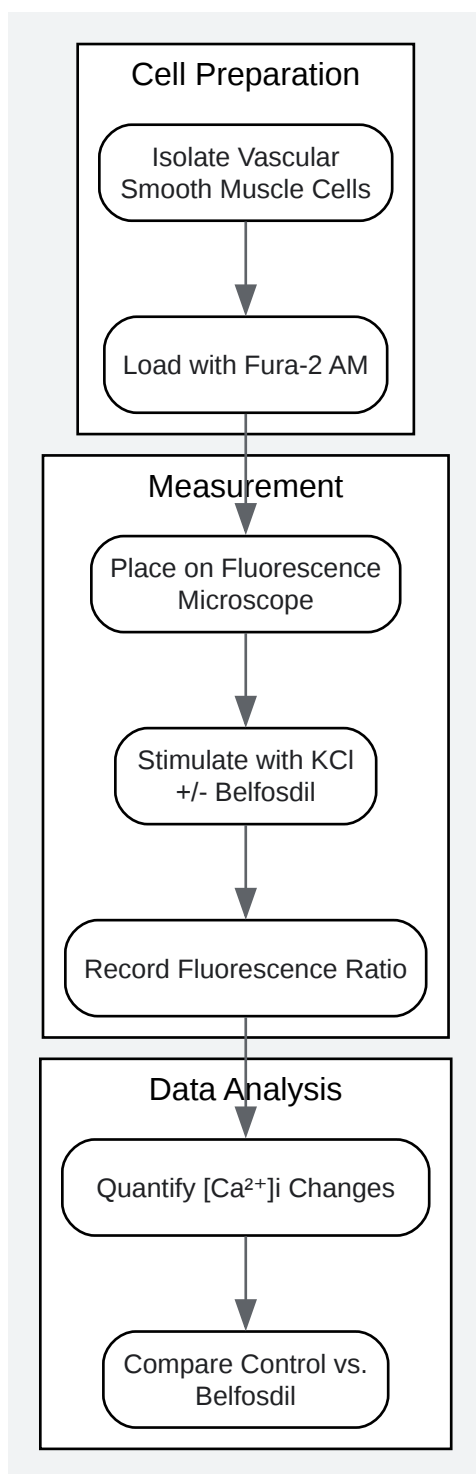 Cell Preparation
Isolate Vascular
Smooth Muscle Cells
Load with Fura-2 AM
Measurement
Place on Fluorescence
Microscope
Stimulate with KCl
+/- Belfosdil
Record Fluorescence Ratio
Data Analysis
Quantify [Ca²⁺]i Changes
Compare Control vs.
Belfosdil